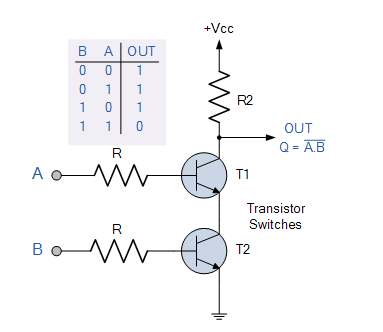 +Vcc
B A OUT
0 0 1
0 1 1
1 0 1
1 1 0
R2
OUT
Q = A̅.̅B̅
R
A
T1
Transistor
Switches
R
B
T2